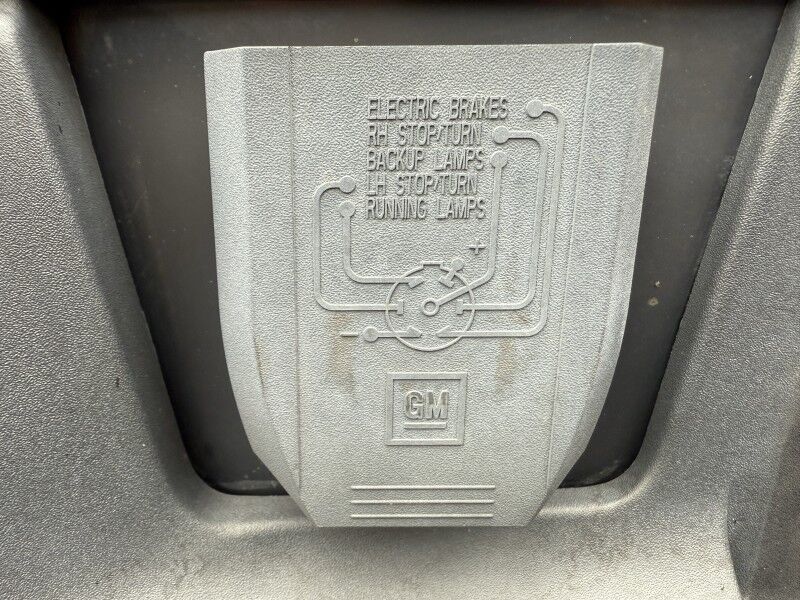 ELECTRIC BRAKES
RH STOP/TURN
BACKUP LAMPS
LH STOP/TURN
RUNNING LAMPS
+
−
GM